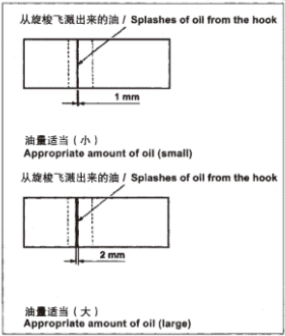 从旋梭飞溅出来的油 / Splashes of oil from the hook
1 mm
油量适当（小）
Appropriate amount of oil (small)
从旋梭飞溅出来的油 / Splashes of oil from the hook
2 mm
油量适当（大）
Appropriate amount of oil (large)